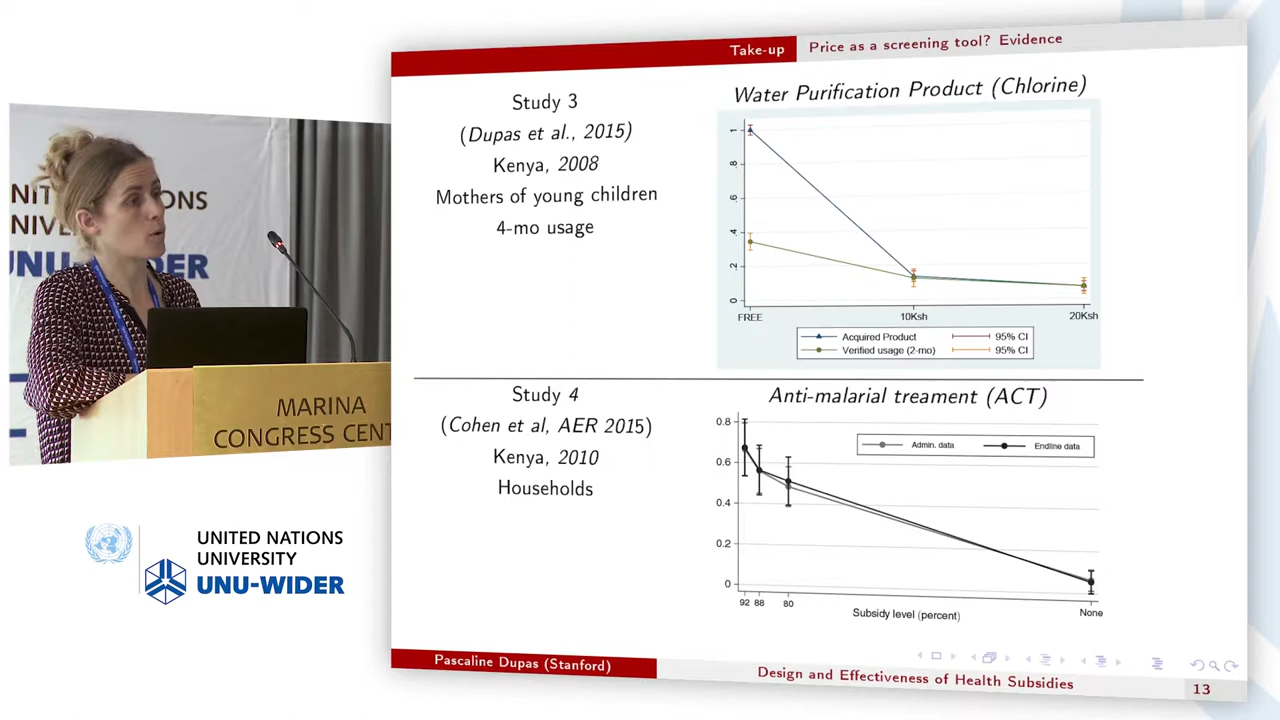 NIT
ONS
NIVE
UNU-WIDER
MARINA
CONGRESS CENT
UNITED NATIONS
UNIVERSITY
UNU-WIDER
Take-up
Price as a screening tool? Evidence
Study 3
(Dupas et al., 2015)
Kenya, 2008
Mothers of young children
4-mo usage
Water Purification Product (Chlorine)
1
.8
.6
.4
.2
0
FREE
10Ksh
20Ksh
Acquired Product
95% CI
Verified usage (2-mo)
95% CI
Study 4
(Cohen et al, AER 2015)
Kenya, 2010
Households
Anti-malarial treament (ACT)
0.8
0.6
0.4
0.2
0
Admin. data
Endline data
92
88
80
None
Subsidy level (percent)
Pascaline Dupas (Stanford)
Design and Effectiveness of Health Subsidies
13